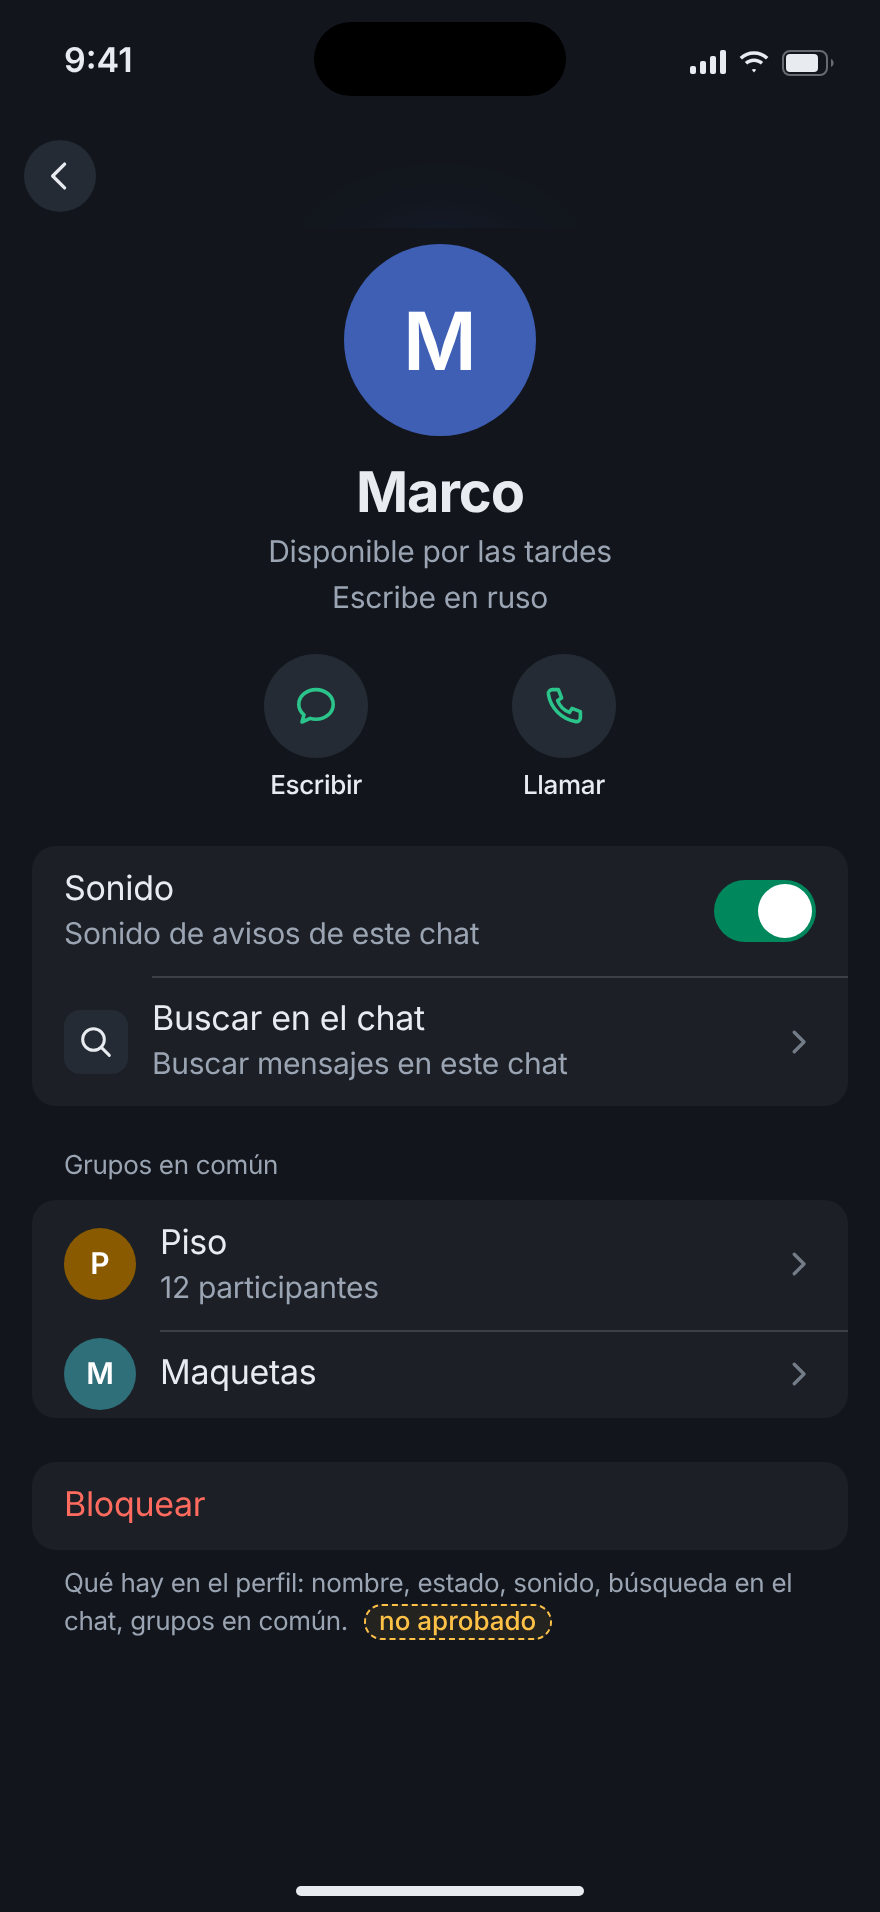 9:41
M
Marco
Disponible por las tardes
Escribe en ruso
Escribir
Llamar
Sonido
Sonido de avisos de este chat
Buscar en el chat
Buscar mensajes en este chat
Grupos en común
P
Piso
12 participantes
M
Maquetas
Bloquear
Qué hay en el perfil: nombre, estado, sonido, búsqueda en el
chat, grupos en común. no aprobado